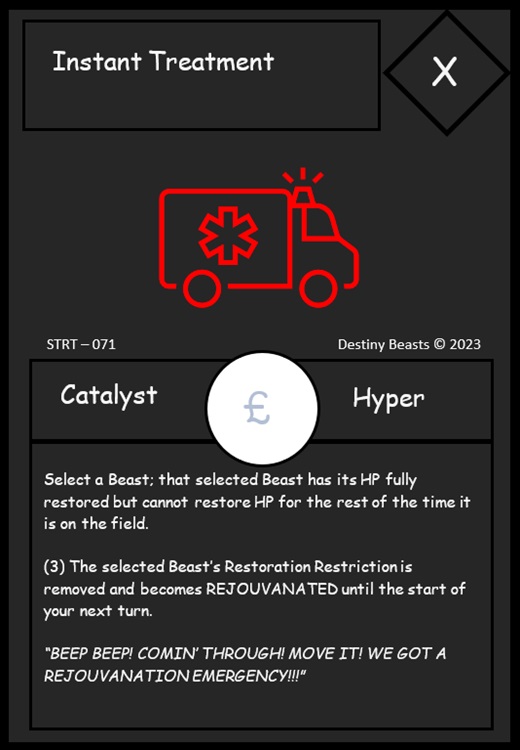 Instant Treatment
X
STRT – 071
Destiny Beasts © 2023
Catalyst
£
Hyper
Select a Beast; that selected Beast has its HP fully
restored but cannot restore HP for the rest of the time it
is on the field.
(3) The selected Beast's Restoration Restriction is
removed and becomes REJOUVANATED until the start of
your next turn.
“BEEP BEEP! COMIN’ THROUGH! MOVE IT! WE GOT A
REJOUVANATION EMERGENCY!!!”